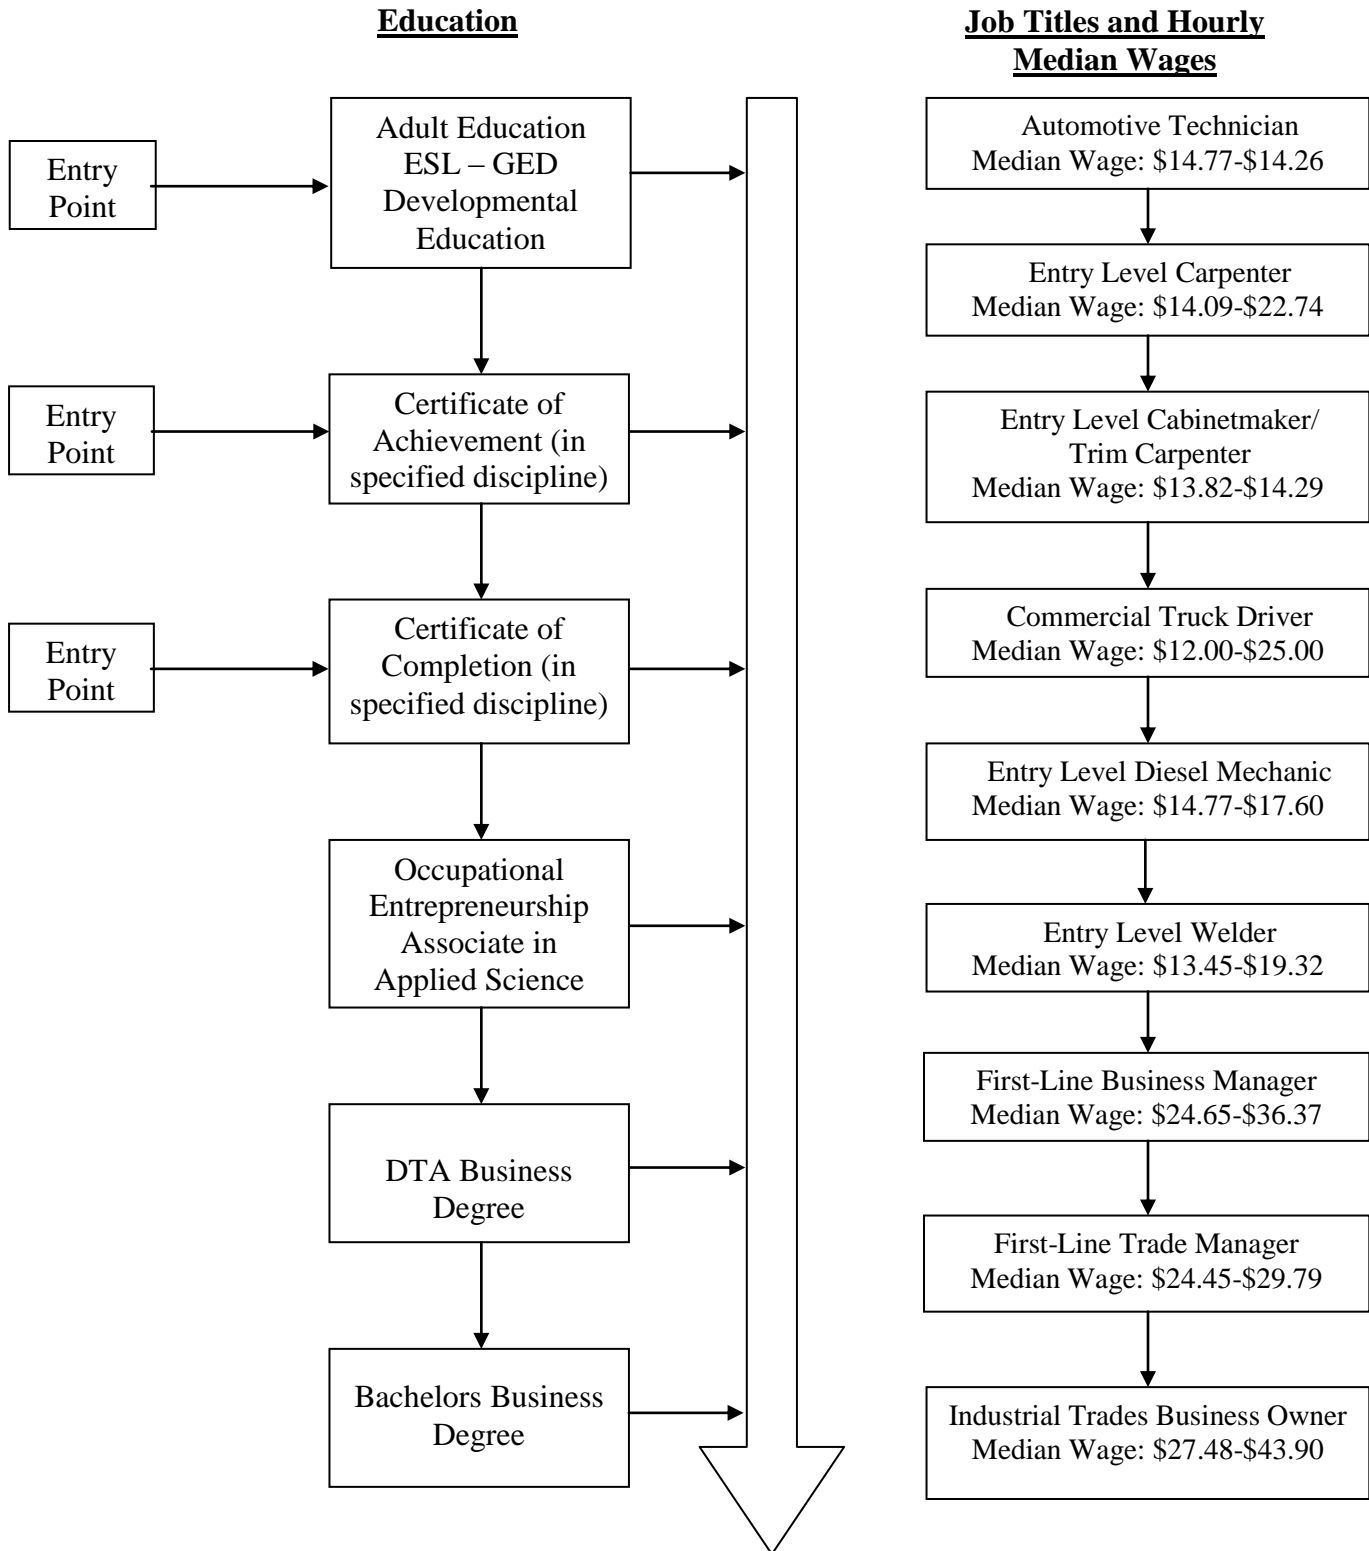 Education
Entry
Point
Adult Education
ESL – GED
Developmental
Education
Entry
Point
Certificate of
Achievement (in
specified discipline)
Entry
Point
Certificate of
Completion (in
specified discipline)
Occupational
Entrepreneurship
Associate in
Applied Science
DTA Business
Degree
Bachelors Business
Degree
Job Titles and Hourly
Median Wages
Automotive Technician
Median Wage: $14.77-$14.26
Entry Level Carpenter
Median Wage: $14.09-$22.74
Entry Level Cabinetmaker/
Trim Carpenter
Median Wage: $13.82-$14.29
Commercial Truck Driver
Median Wage: $12.00-$25.00
Entry Level Diesel Mechanic
Median Wage: $14.77-$17.60
Entry Level Welder
Median Wage: $13.45-$19.32
First-Line Business Manager
Median Wage: $24.65-$36.37
First-Line Trade Manager
Median Wage: $24.45-$29.79
Industrial Trades Business Owner
Median Wage: $27.48-$43.90